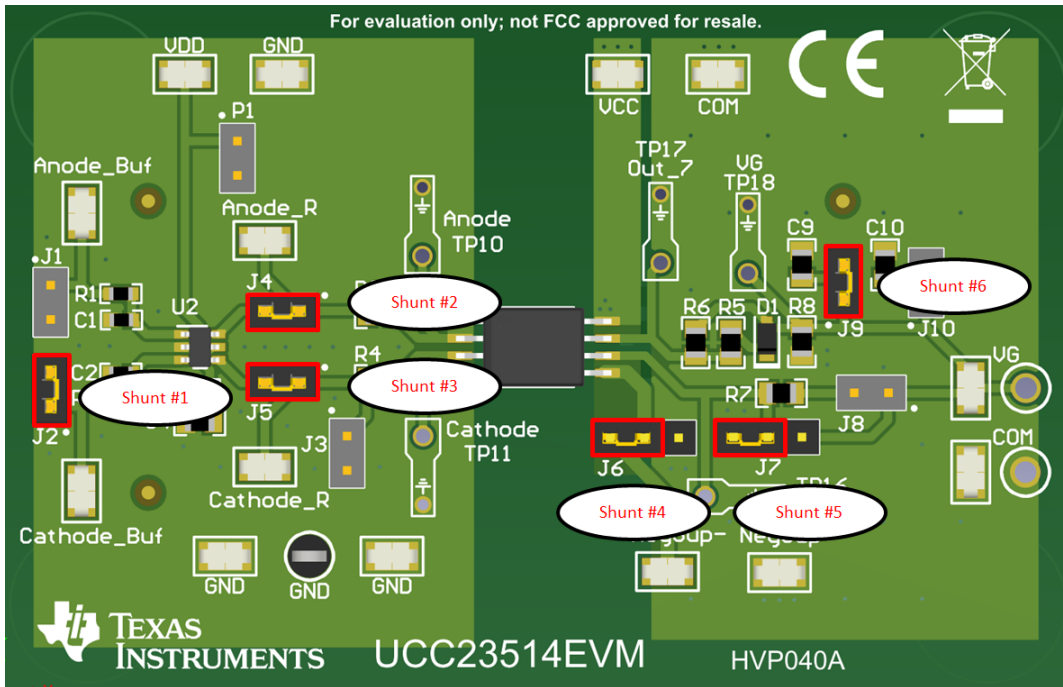 For evaluation only; not FCC approved for resale.
VDD
GND
VCC
COM
CE
P1
TP17
Out_7
VG
TP18
Anode_Buf
Anode_R
Anode
TP10
C9
C10
J1
J4
Shunt #2
Shunt #6
R1
C1
U2
R6
R5
D1
R8
J9
J10
VG
C2
Shunt #1
J5
R4
Shunt #3
R7
J8
J2
J3
Cathode
TP11
J6
J7
COM
Cathode_R
TP16
Cathode_Buf
Shunt #4
Shunt #5
GND
GND
GND
TEXAS
INSTRUMENTS
UCC23514EVM
HVP040A